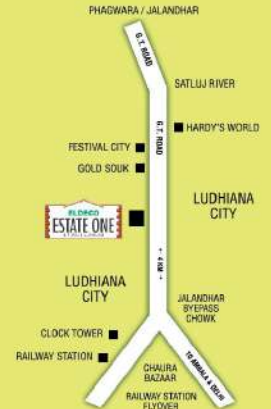 PHAGWARA / JALANDHAR
G.T. ROAD
SATLUJ RIVER
G.T. ROAD
HARDY'S WORLD
FESTIVAL CITY
GOLD SOUK
LUDHIANA
CITY
ELDECO
ESTATE ONE
4 KM
LUDHIANA
CITY
JALANDHAR
BYEPASS
CHOWK
CLOCK TOWER
RAILWAY STATION
CHAURA
BAZAAR
TO AMBALA & DELHI
RAILWAY STATION
FLYOVER